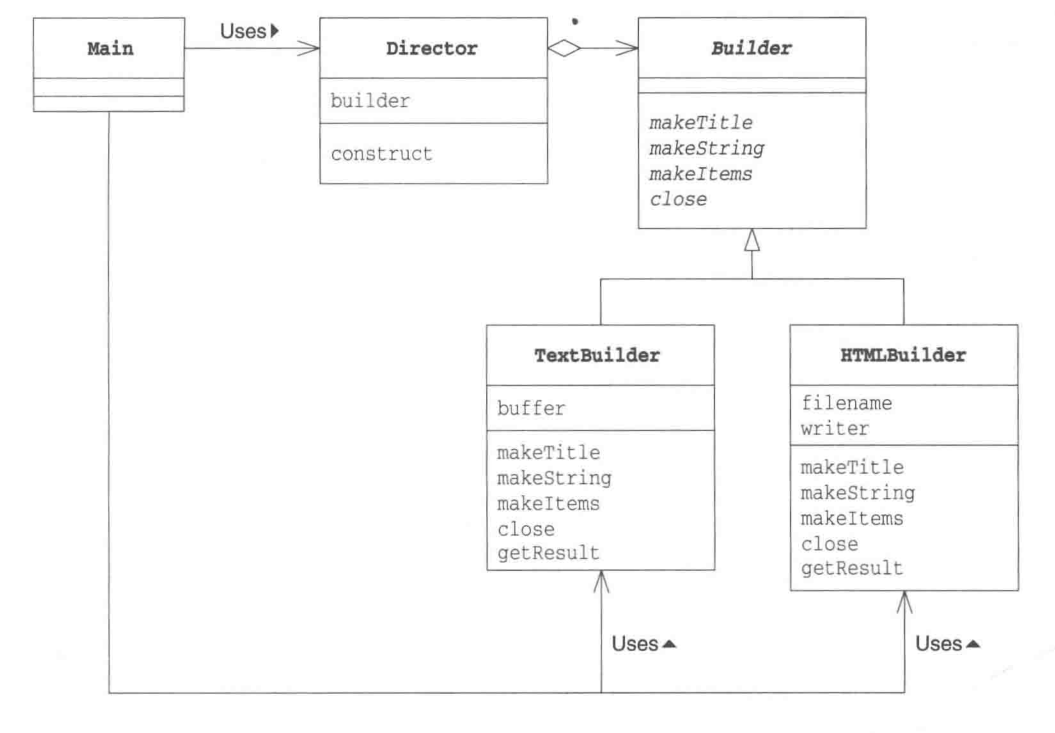 Main
Uses▶
Director
builder
construct
Builder
makeTitle
makeString
makeItems
close
TextBuilder
buffer
makeTitle
makeString
makeItems
close
getResult
HTMLBuilder
filename
writer
makeTitle
makeString
makeItems
close
getResult
Uses▲
Uses▲